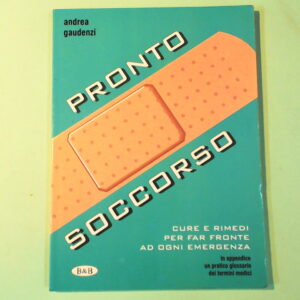 andrea
gaudenzi
PRONTO
SOCCORSO
CURE E RIMEDI
PER FAR FRONTE
AD OGNI EMERGENZA
in appendice
un pratico glossario
dei termini medici
B&B